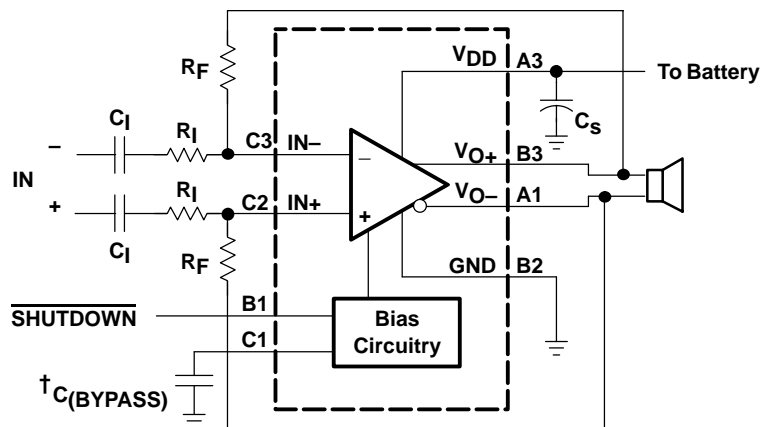 VDD
A3
To Battery
RF
CS
CI
RI
C3
IN–
–
–
VO+
B3
IN
VO–
A1
+
RI
C2
IN+
+
CI
RF
GND
B2
SHUTDOWN
B1
C1
Bias
Circuitry
†C(BYPASS)